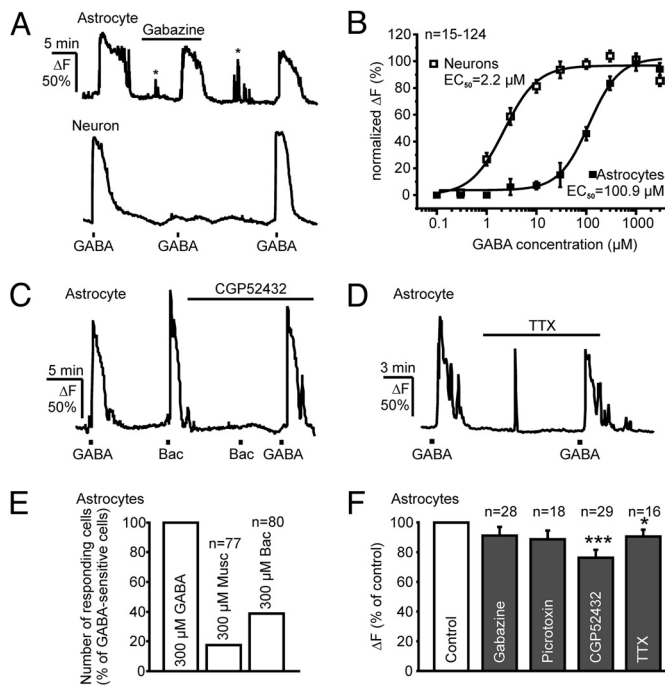 A
Astrocyte
Gabazine
5 min
ΔF
50%
*
*
Neuron
GABA
GABA
GABA
B
n=15-124
Neurons
EC50=2.2 µM
Astrocytes
EC50=100.9 µM
normalized ΔF (%)
120
100
80
60
40
20
0
0.1
1
10
100
1000
GABA concentration (µM)
C
Astrocyte
CGP52432
5 min
ΔF
50%
GABA
Bac
Bac
GABA
D
Astrocyte
TTX
3 min
ΔF
50%
GABA
GABA
E
Astrocytes
Number of responding cells
(% of GABA-sensitive cells)
100
80
60
40
20
0
300 µM GABA
n=77
300 µM Musc
n=80
300 µM Bac
F
Astrocytes
ΔF (% of control)
100
80
60
40
20
0
n=28
n=18
n=29
n=16
***
*
Control
Gabazine
Picrotoxin
CGP52432
TTX